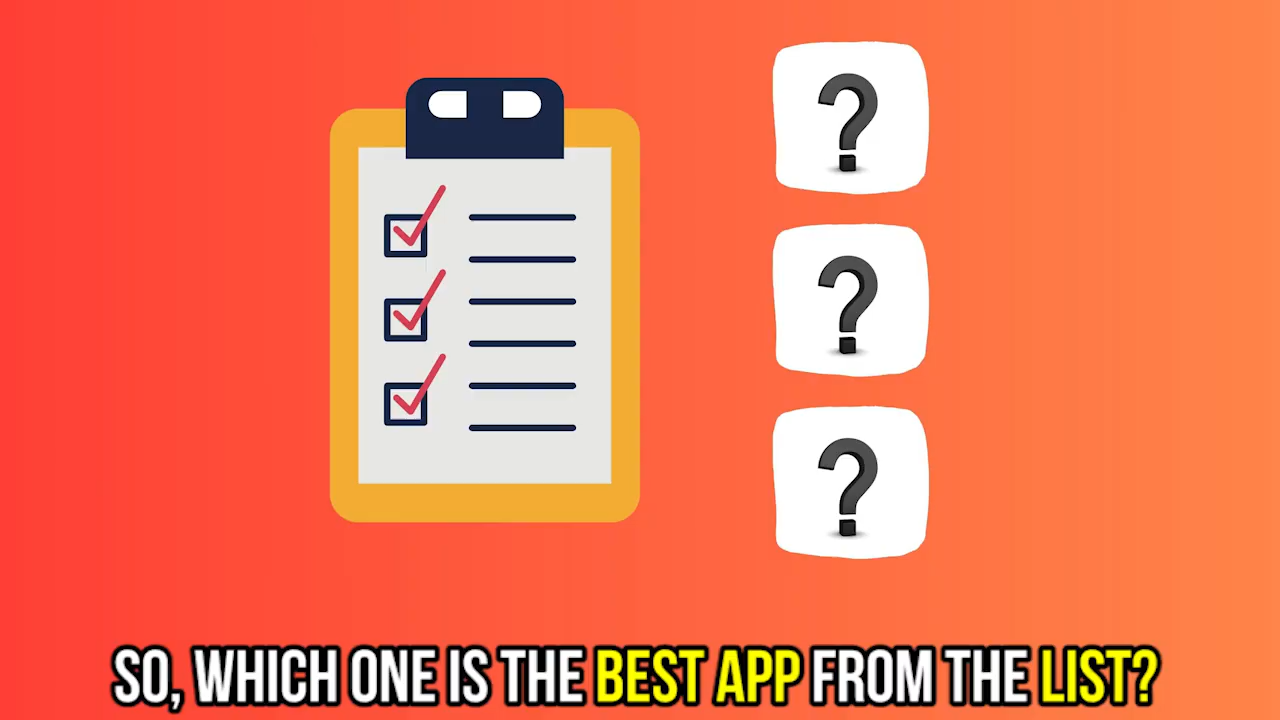 ?
?
?
SO, WHICH ONE IS THE BEST APP FROM THE LIST?